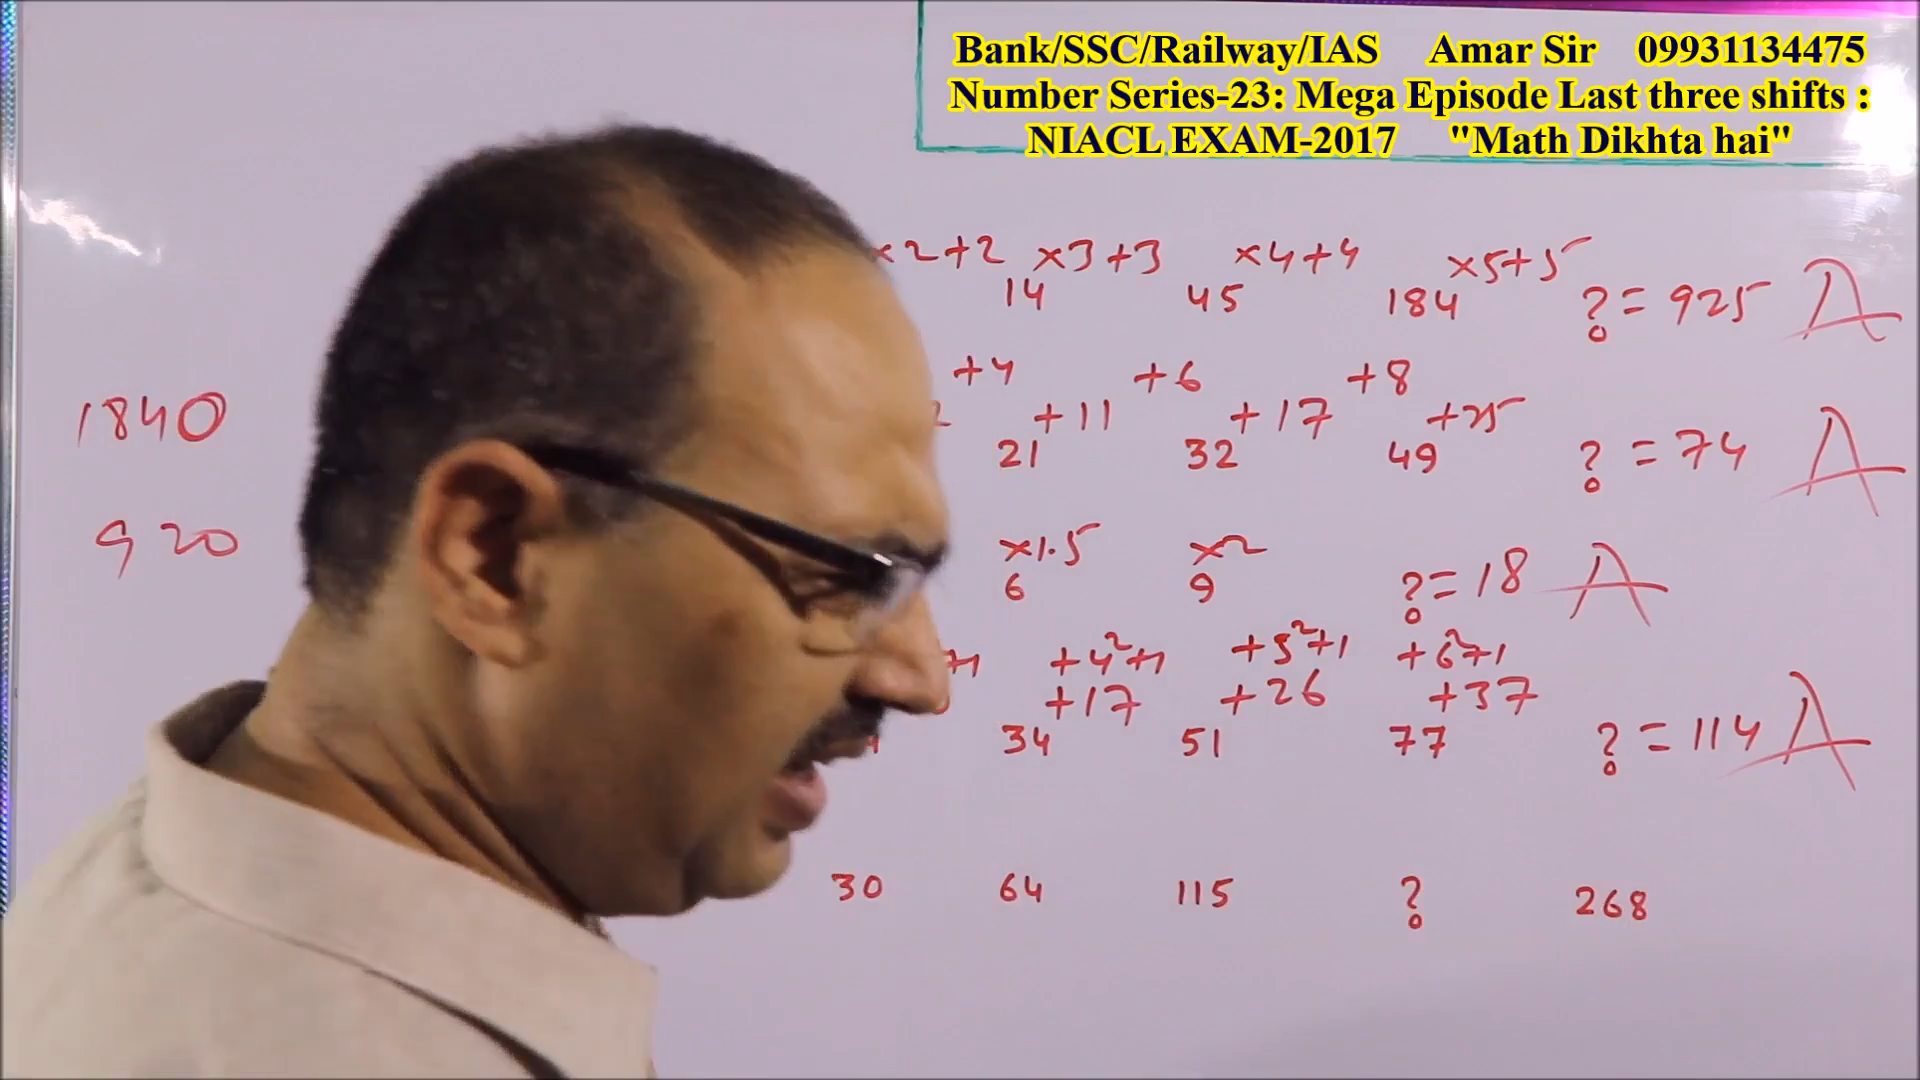 Bank/SSC/Railway/IAS Amar Sir 09931134475
Number Series-23: Mega Episode Last three shifts :
NIACL EXAM-2017 "Math Dikhta hai"
×2+2 ×3+3 ×4+4 ×5+5
14 45 184 ? = 925 A
+4 +6 +8
+11 +17 +25
21 32 49 ? = 74 A
1840
920
×1.5 ×2
6 9 ? = 18 A
+1 +4²+1 +5²+1 +6²+1
+17 +26 +37
34 51 77 ? = 114 A
30 64 115 ? 268